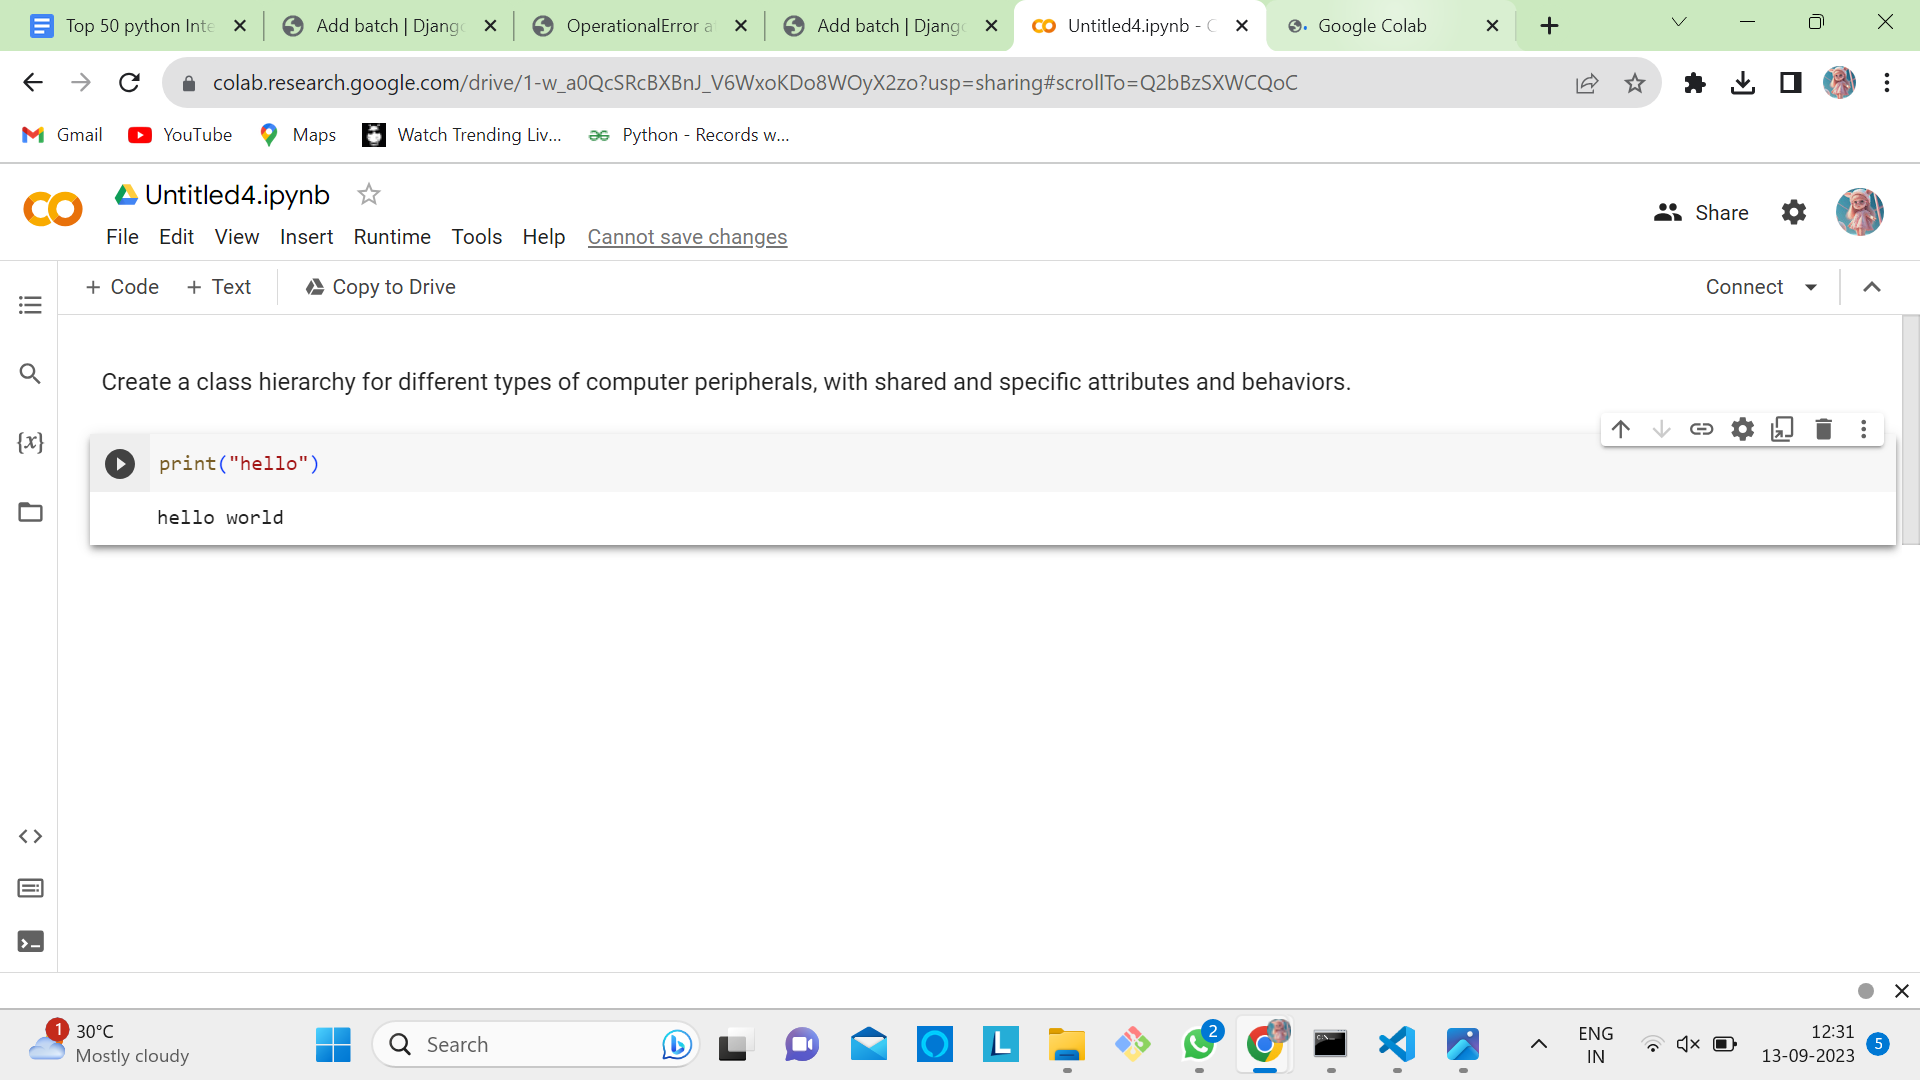 Top 50 python Inte
Add batch | Djang
OperationalError a
Add batch | Djang
Untitled4.ipynb - C
Google Colab
colab.research.google.com/drive/1-w_a0QcSRcBXBnJ_V6WxoKDo8WOyX2zo?usp=sharing#scrollTo=Q2bBzSXWCQoC
Gmail
YouTube
Maps
Watch Trending Liv...
Python - Records w...
Untitled4.ipynb
Share
File Edit View Insert Runtime Tools Help Cannot save changes
+ Code + Text Copy to Drive
Connect
Create a class hierarchy for different types of computer peripherals, with shared and specific attributes and behaviors.
{x}
print("hello")
hello world
1
30°C
Mostly cloudy
Search
L
2
ENG
IN
12:31
13-09-2023
5